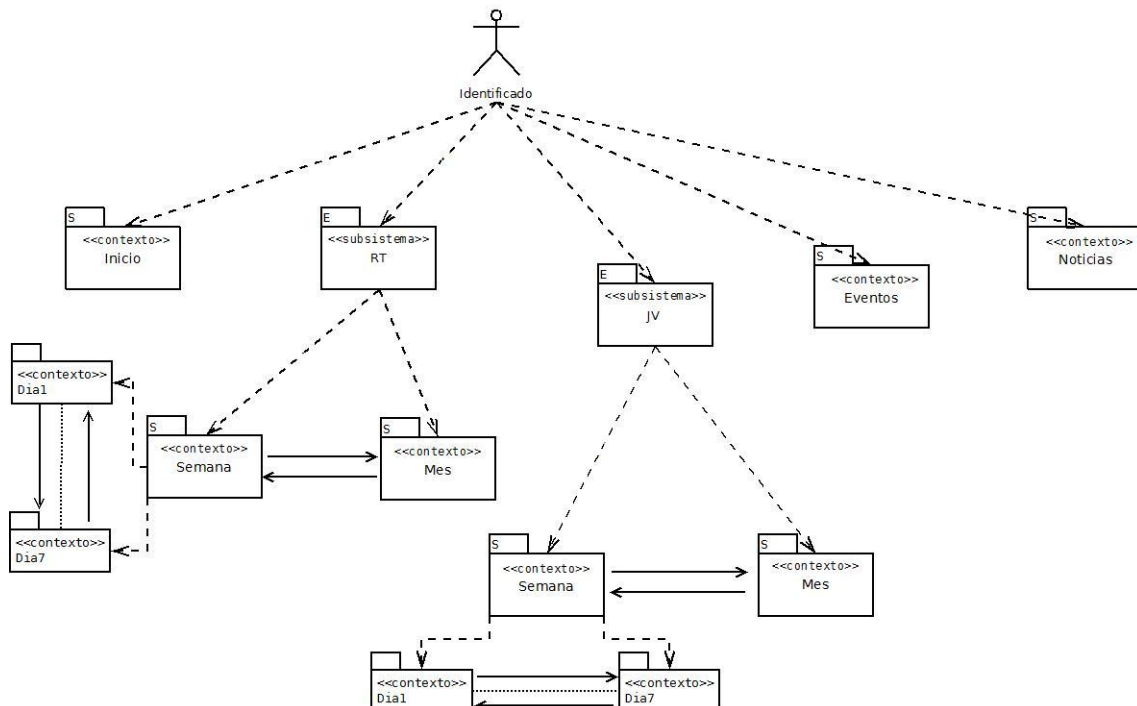 Identificado
S
<<contexto>>
Inicio
E
<<subsistema>>
RT
E
<<subsistema>>
JV
S
<<contexto>>
Eventos
S
<<contexto>>
Noticias
<<contexto>>
Dia1
S
<<contexto>>
Semana
S
<<contexto>>
Mes
<<contexto>>
Dia7
S
<<contexto>>
Semana
S
<<contexto>>
Mes
<<contexto>>
Dia1
<<contexto>>
Dia7